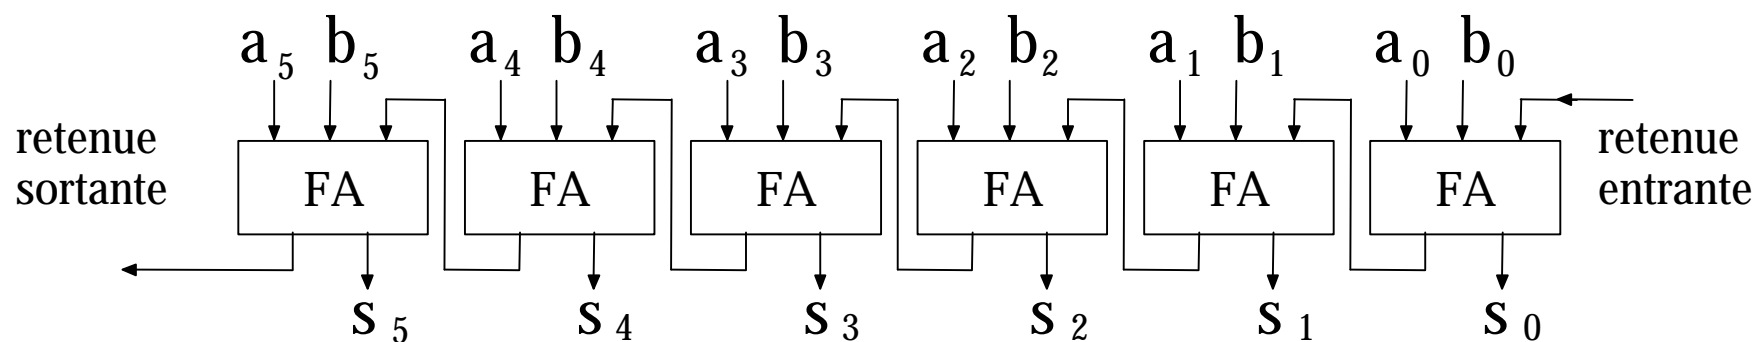 a5 b5 a4 b4 a3 b3 a2 b2 a1 b1 a0 b0
retenue sortante
FA FA FA FA FA FA
retenue entrante
s5 s4 s3 s2 s1 s0